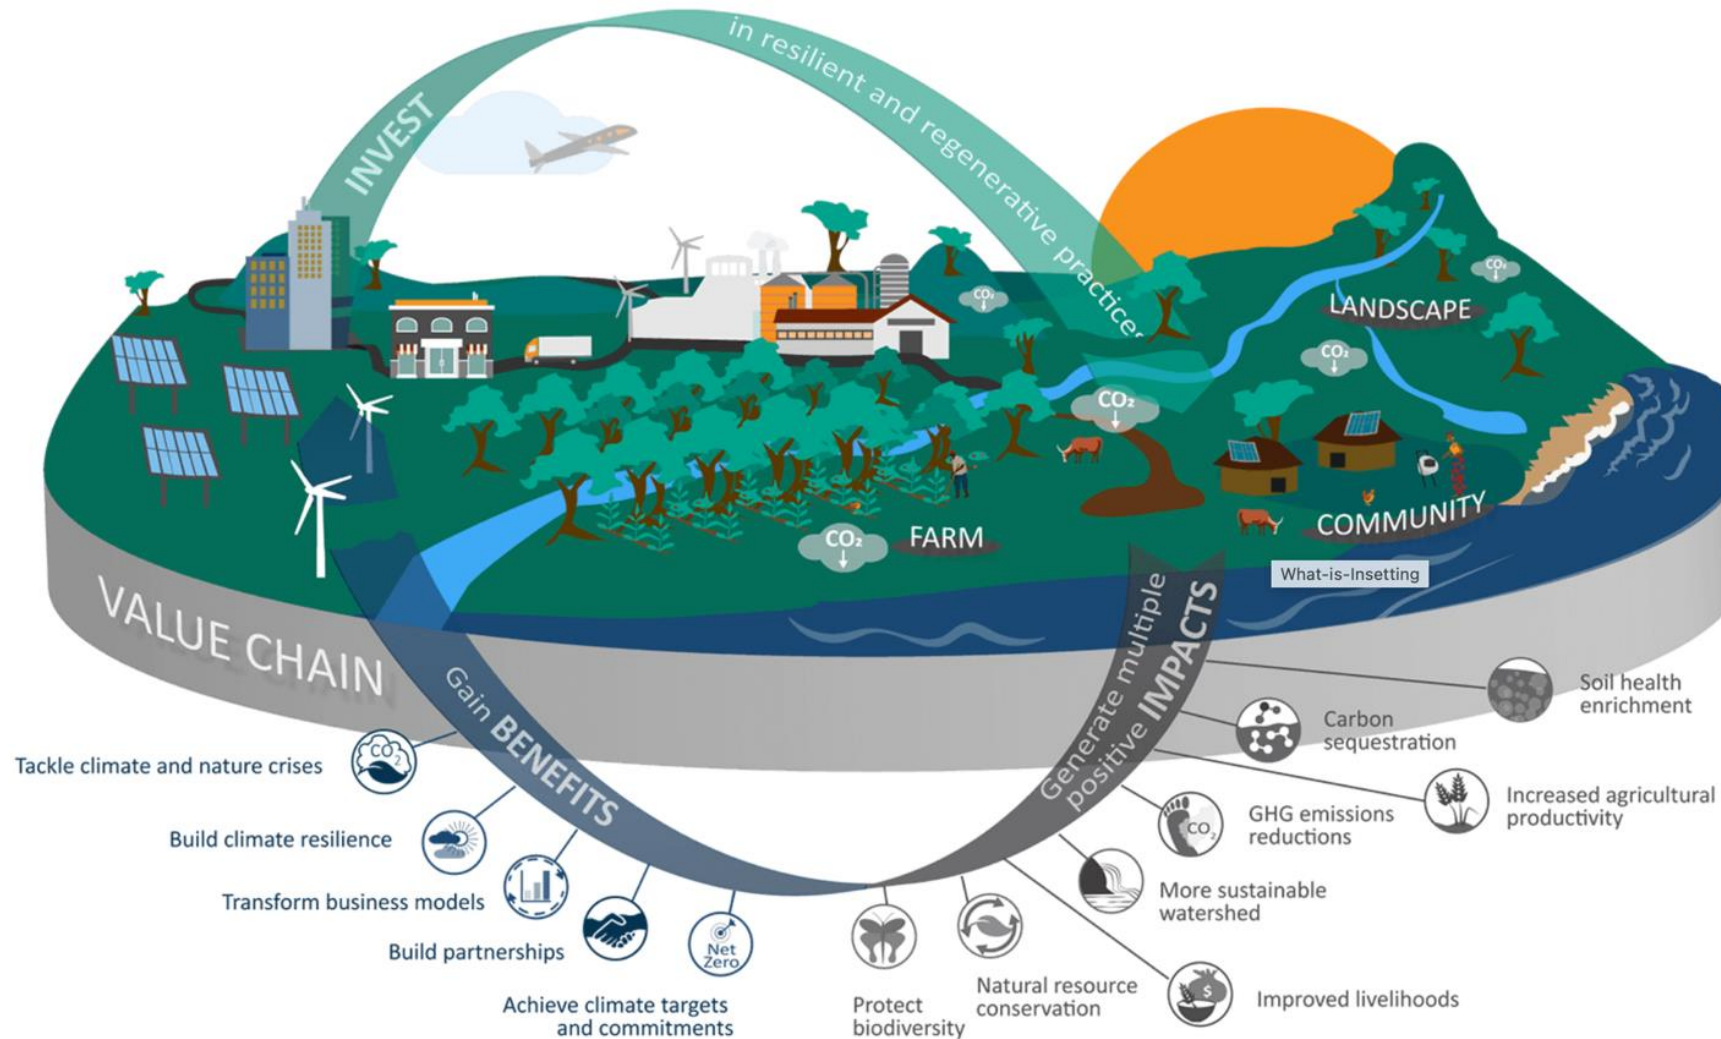 INVEST
in resilient and regenerative practices
CO₂
CO₂
LANDSCAPE
CO₂
CO₂
COMMUNITY
CO₂
FARM
What-is-Insetting
VALUE CHAIN
Gain BENEFITS
Generate multiple
positive IMPACTS
Soil health
enrichment
Carbon
sequestration
CO₂
Tackle climate and nature crises
Increased agricultural
productivity
GHG emissions
reductions
CO₂
Build climate resilience
More sustainable
watershed
Transform business models
Build partnerships
Net
Zero
Natural resource
conservation
$
Improved livelihoods
Achieve climate targets
and commitments
Protect
biodiversity